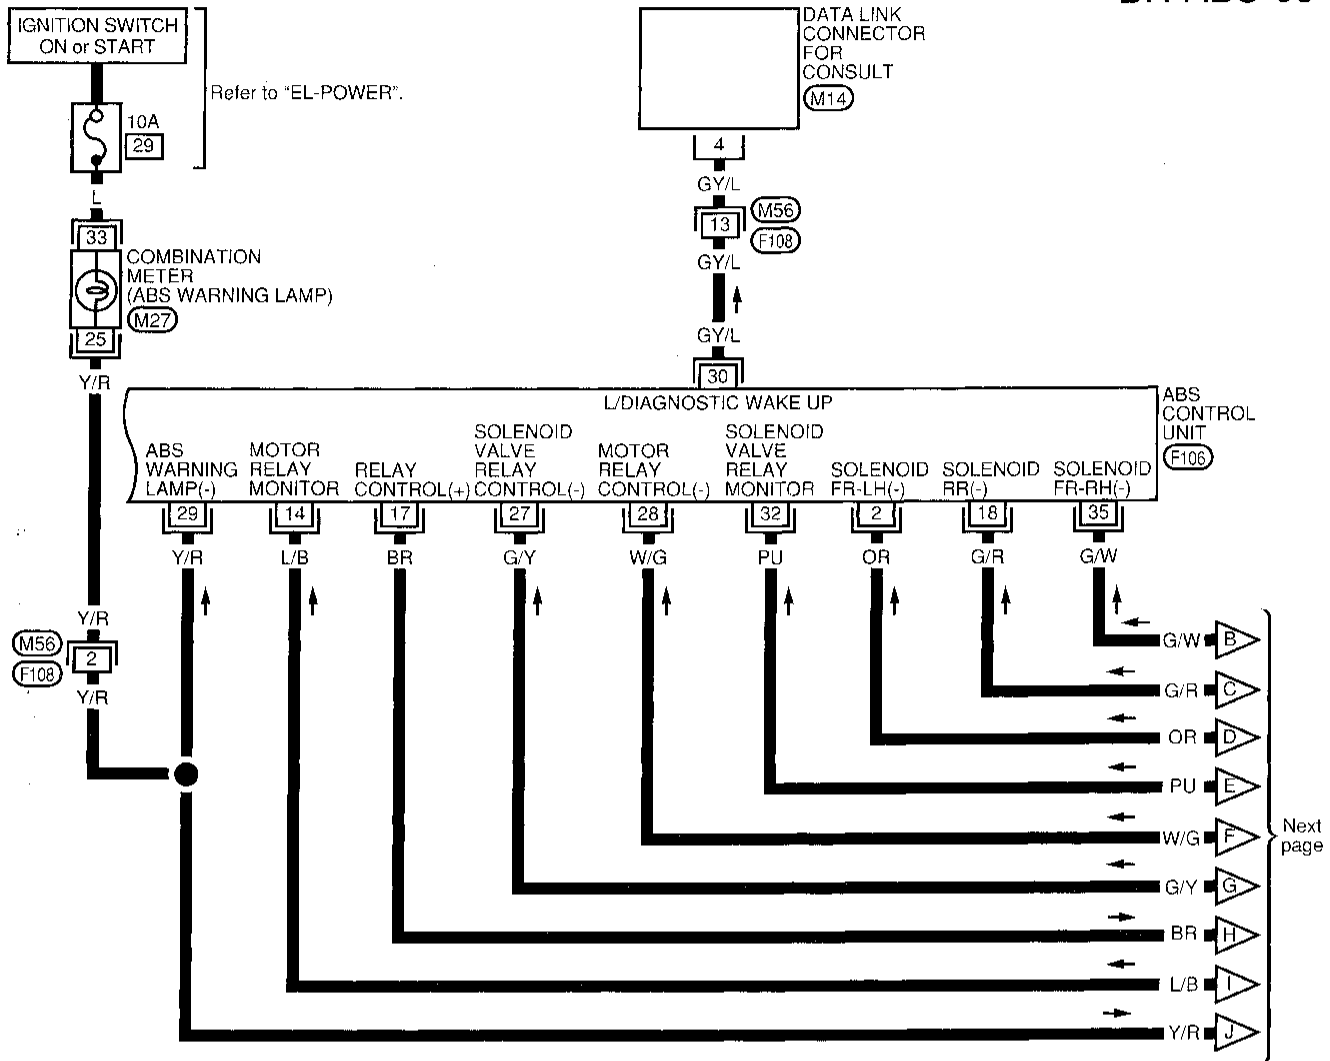 IGNITION SWITCH
ON or START
Refer to "EL-POWER".
10A
29
L
33
COMBINATION
METER
(ABS WARNING LAMP)
M27
25
Y/R
DATA LINK
CONNECTOR
FOR
CONSULT
M14
4
GY/L
13
M56
F108
GY/L
GY/L
30
L/DIAGNOSTIC WAKE UP
ABS
CONTROL
UNIT
F106
ABS
WARNING
LAMP(-)
MOTOR
RELAY
MONITOR
RELAY
CONTROL(+)
SOLENOID
VALVE
RELAY
CONTROL(-)
MOTOR
RELAY
CONTROL(-)
SOLENOID
VALVE
RELAY
MONITOR
SOLENOID
FR-LH(-)
SOLENOID
RR(-)
SOLENOID
FR-RH(-)
29 14 17 27 28 32 2 18 35
Y/R L/B BR G/Y W/G PU OR G/R G/W
Y/R
M56
F108
2
Y/R
G/W B
G/R C
OR D
PU E
W/G F
G/Y G
BR H
L/B I
Y/R J
Next
page